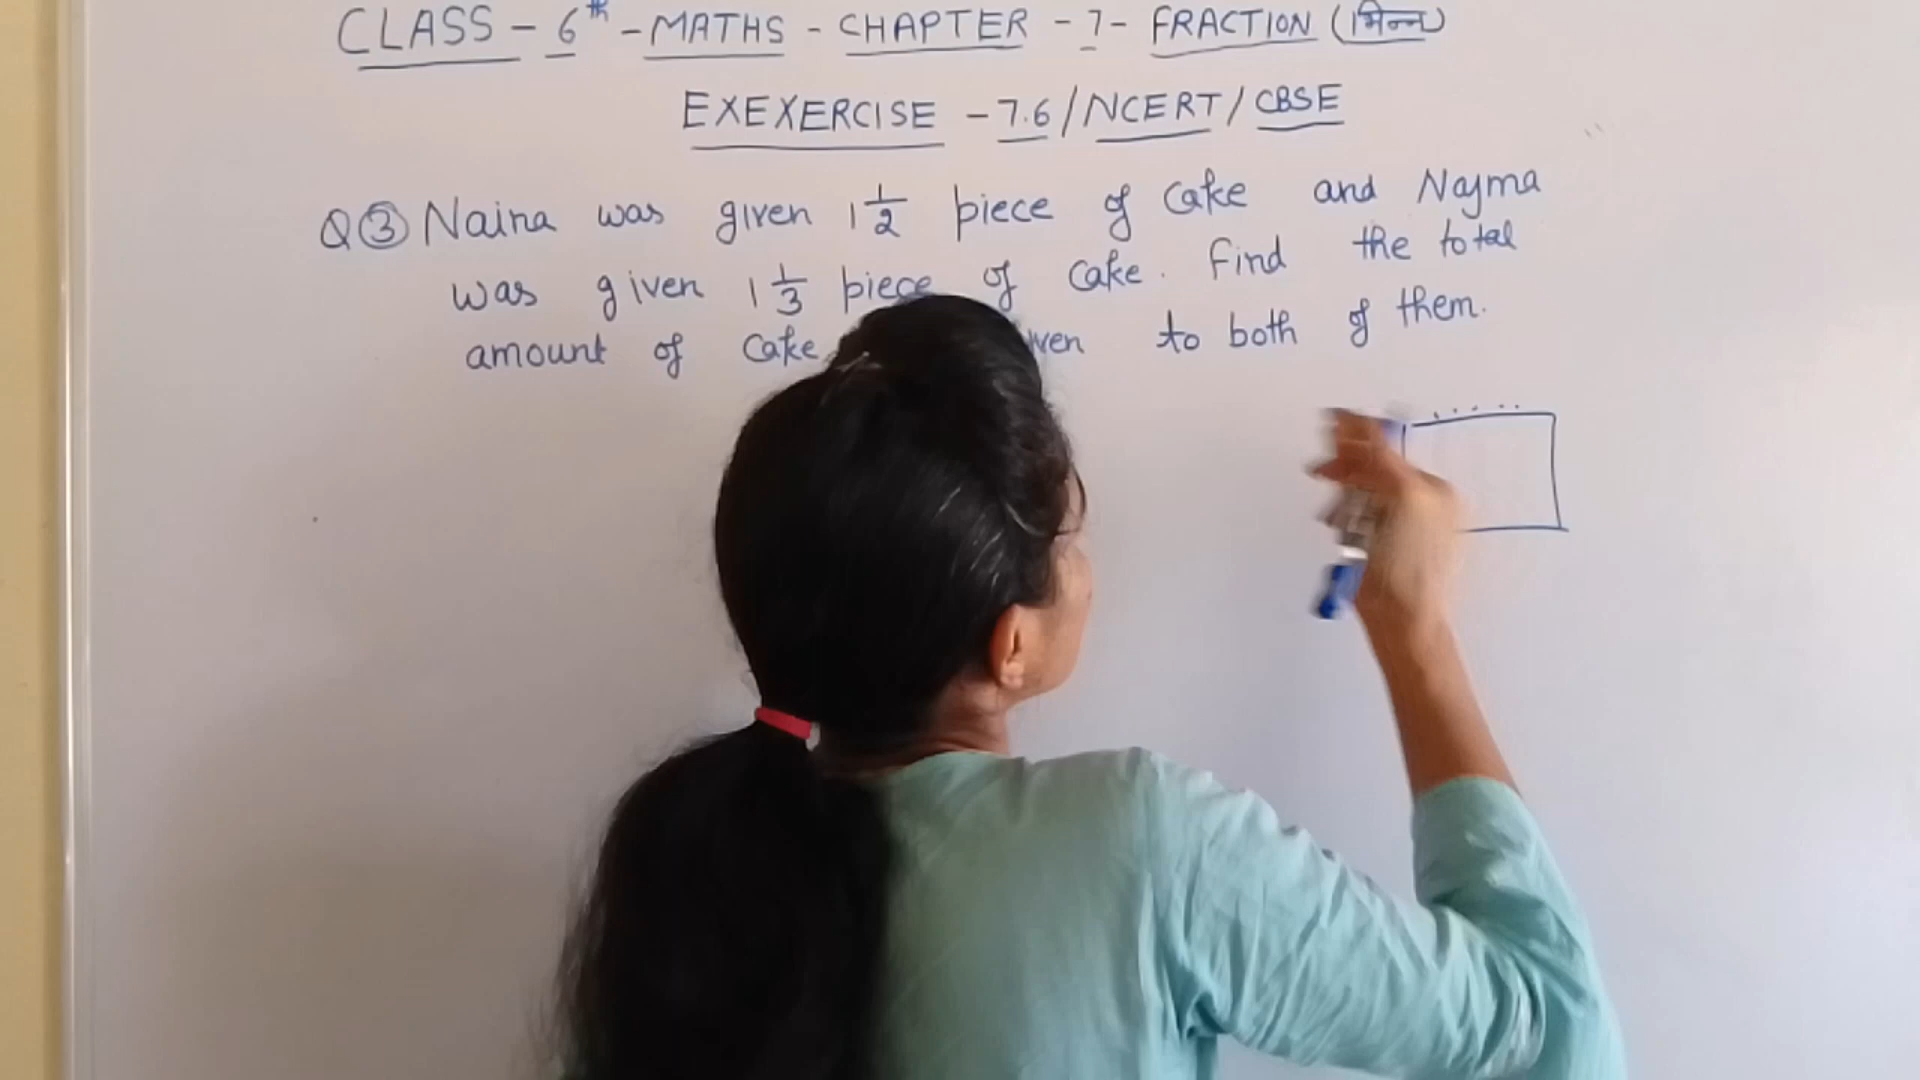 CLASS - 6th - MATHS - CHAPTER - 7 - FRACTION (भिन्न)
EXEXERCISE - 7.6 / NCERT / CBSE
Q③ Naina was given 1 1/2 piece of Cake and Najma
was given 1 1/3 piece of Cake. Find the total
amount of Cake to both of them.